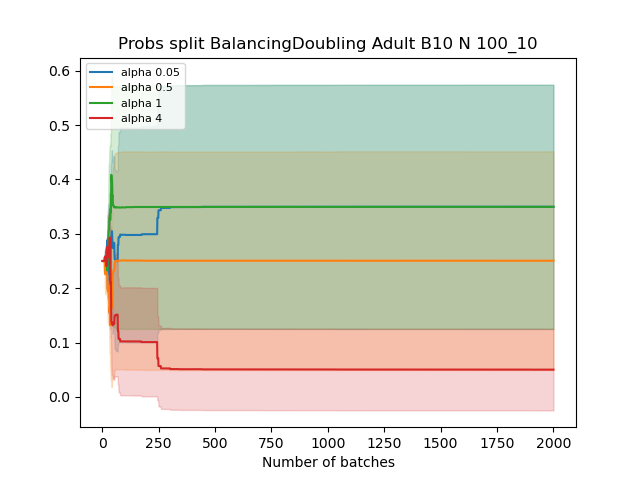 Probs split BalancingDoubling Adult B10 N 100_10
alpha 0.05
alpha 0.5
alpha 1
alpha 4
0.6
0.5
0.4
0.3
0.2
0.1
0.0
0 250 500 750 1000 1250 1500 1750 2000
Number of batches